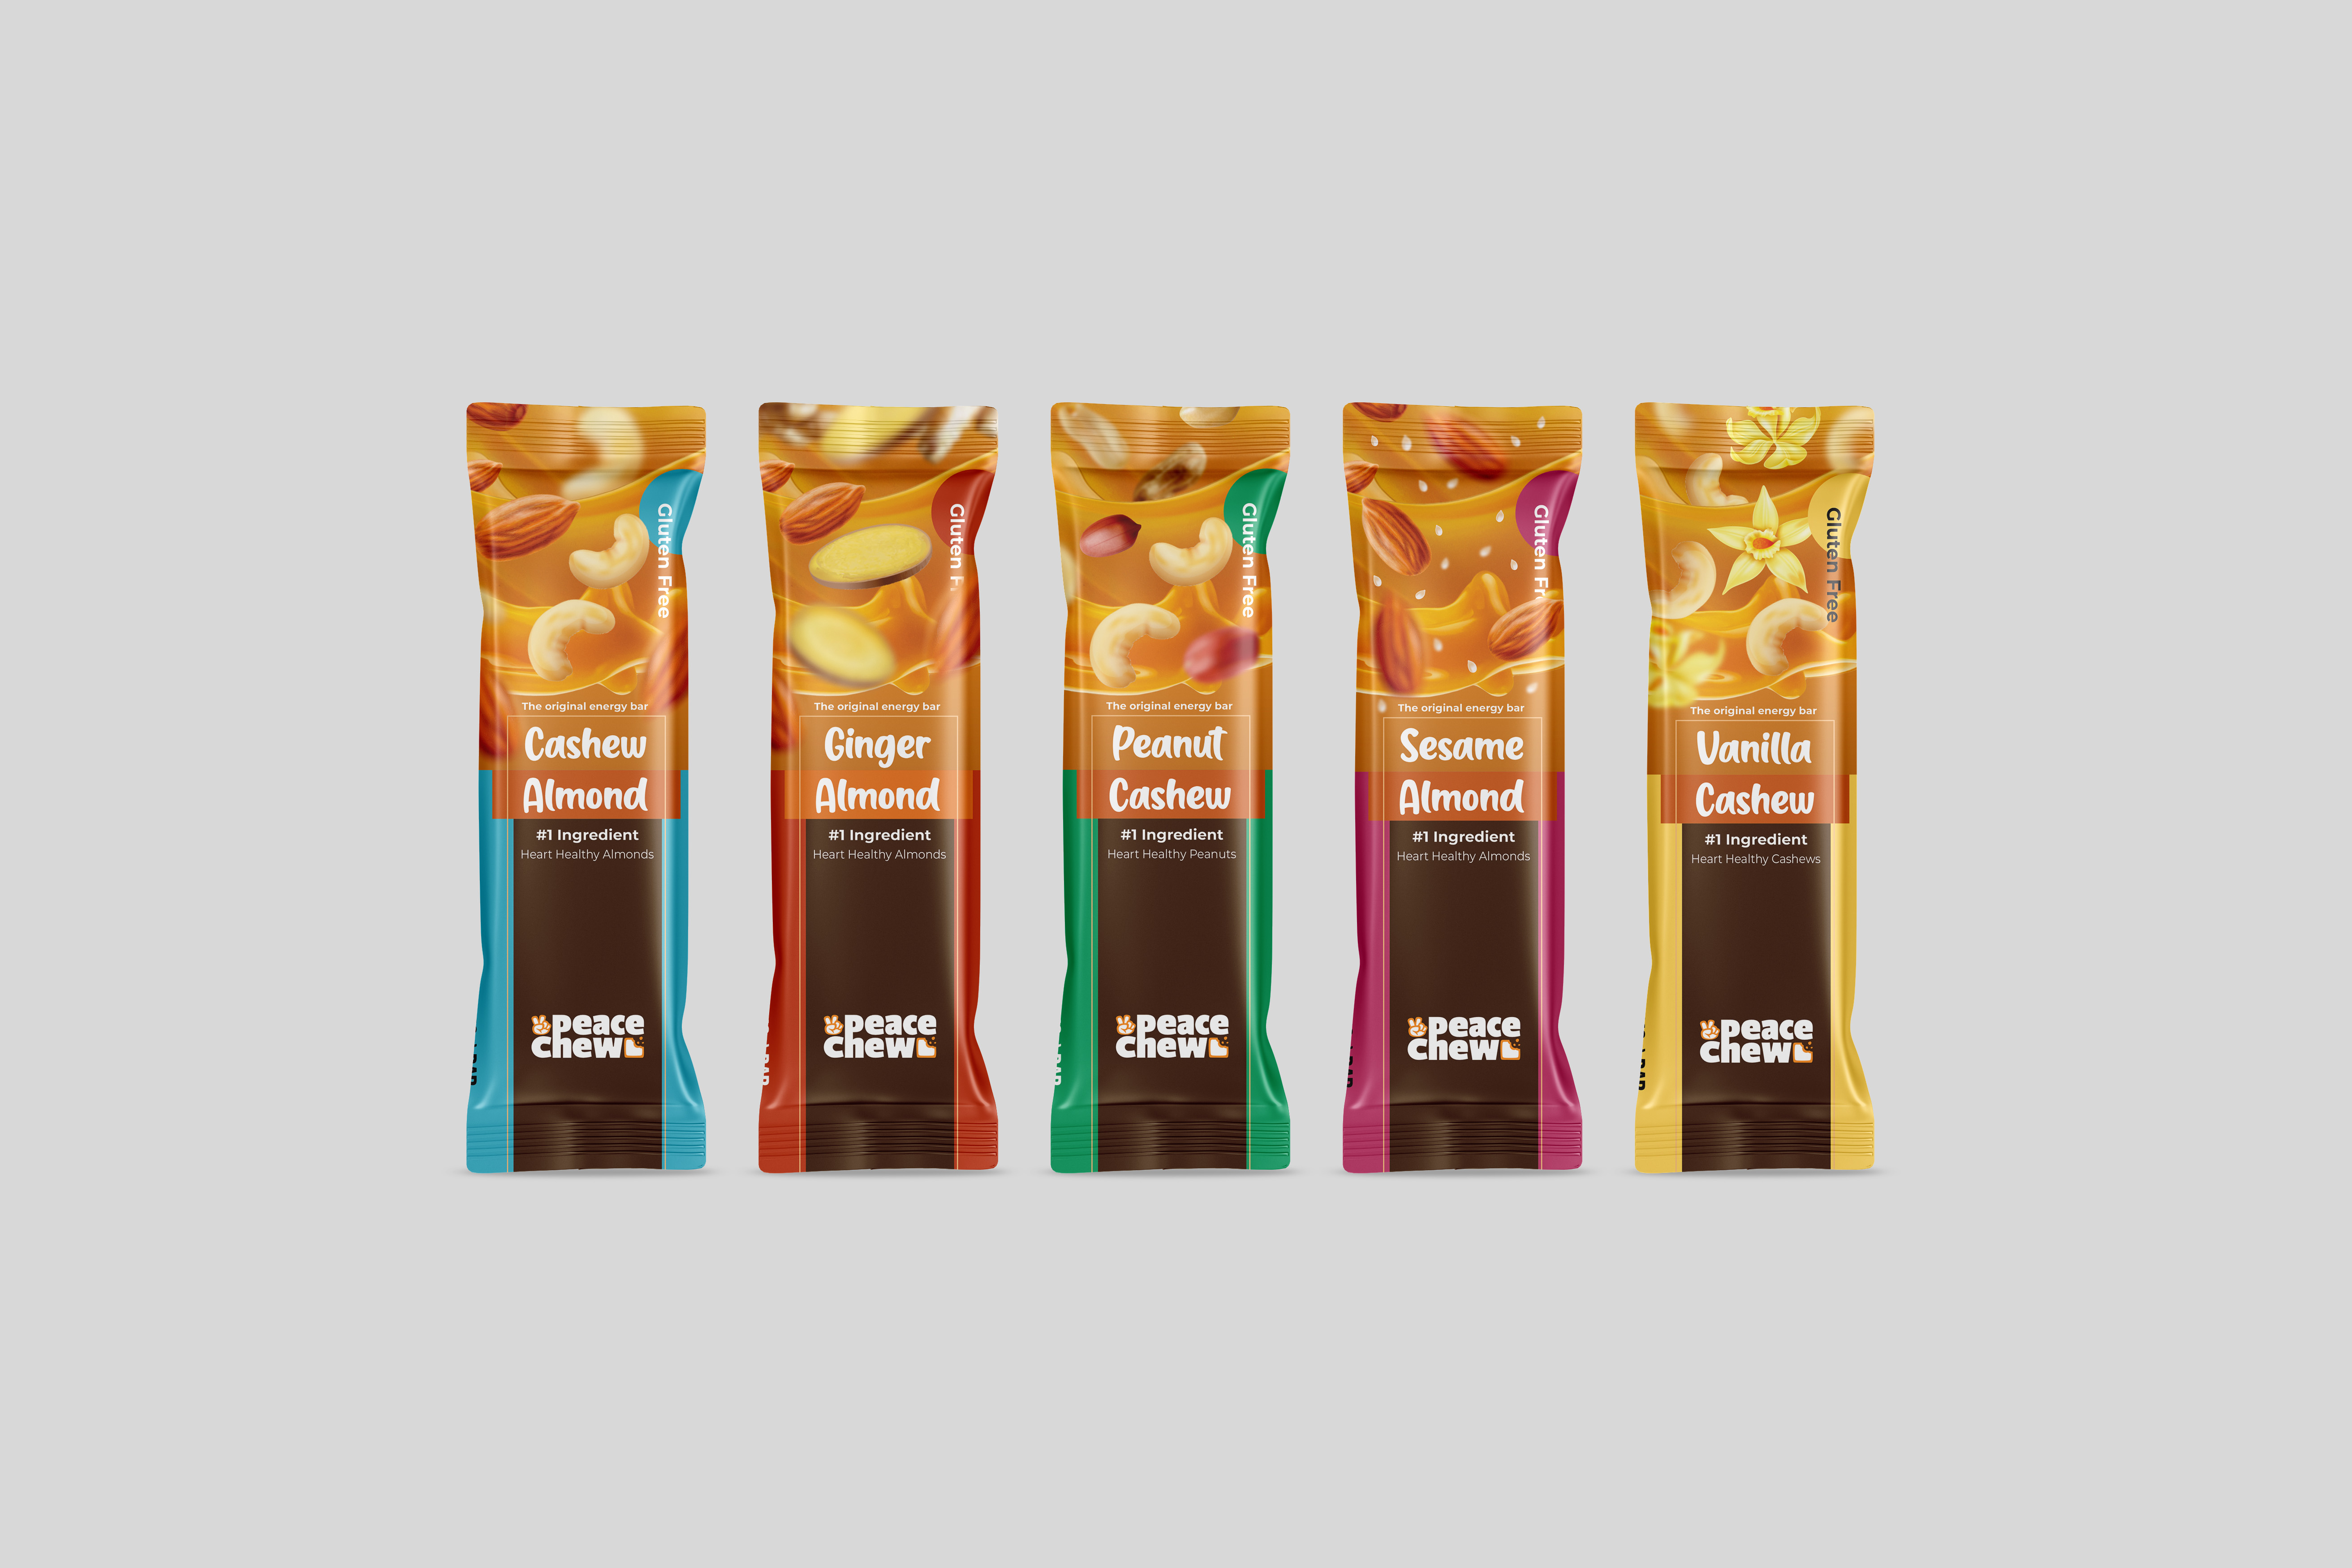 Gluten Free
The original energy bar
Cashew
Almond
#1 Ingredient
Heart Healthy Almonds
peace
chew
Gluten F
The original energy bar
Ginger
Almond
#1 Ingredient
Heart Healthy Almonds
peace
chew
Gluten Free
The original energy bar
Peanut
Cashew
#1 Ingredient
Heart Healthy Peanuts
peace
chew
Gluten Fr
The original energy bar
Sesame
Almond
#1 Ingredient
Heart Healthy Almonds
peace
chew
Gluten Free
The original energy bar
Vanilla
Cashew
#1 Ingredient
Heart Healthy Cashews
peace
chew